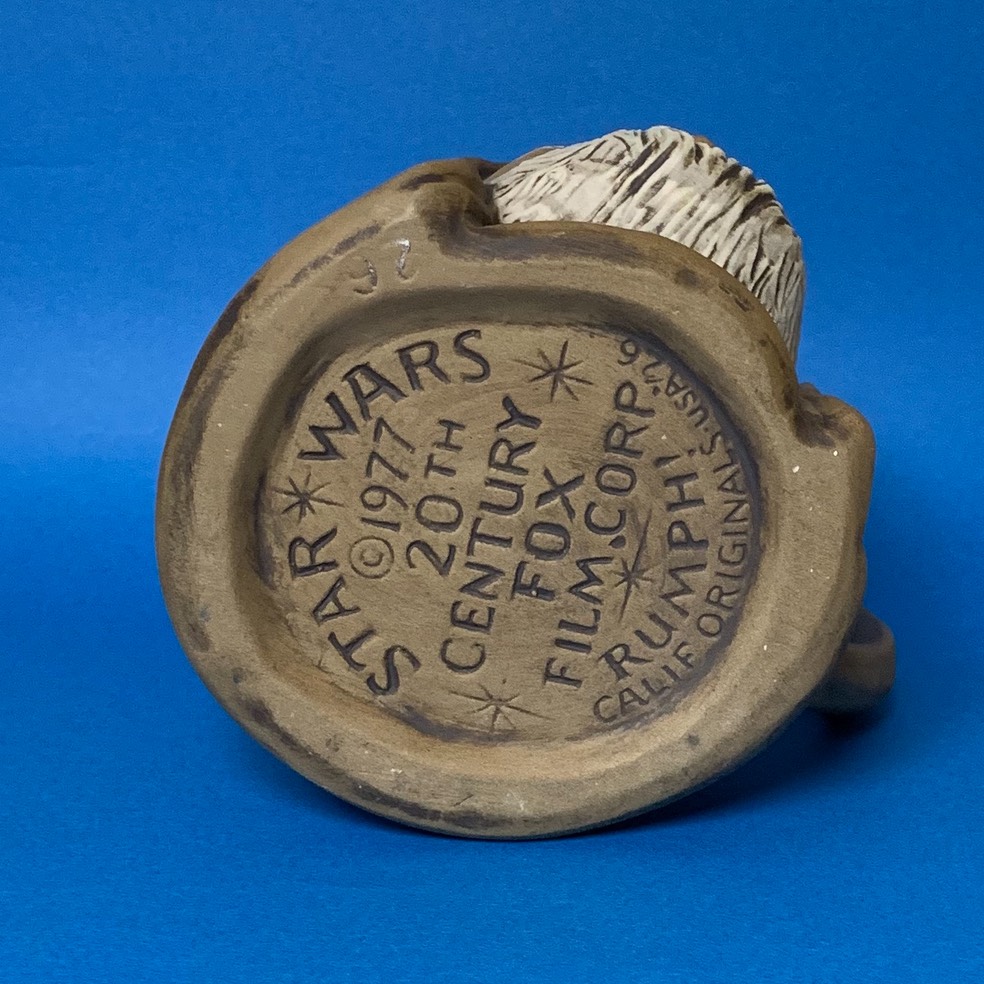 STAR WARS
©1977
20TH
CENTURY
FOX
FILM.CORP
RUMPH!
CALIF ORIGINALS·USA'26